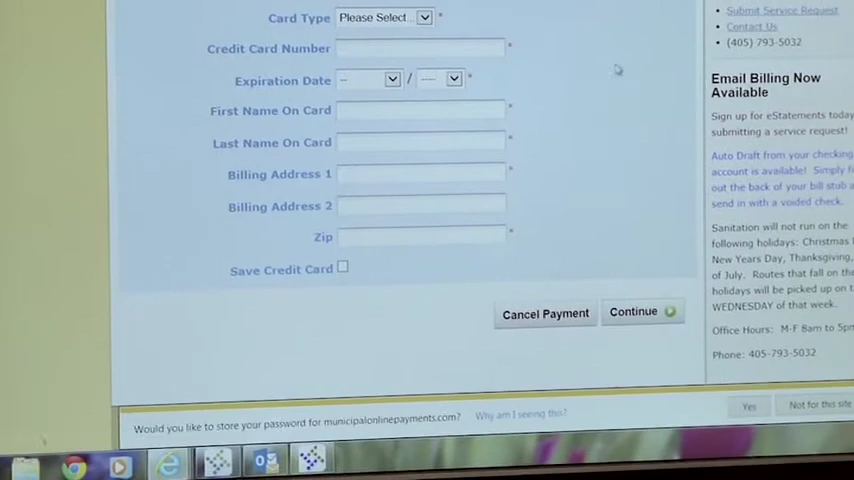 Card Type Please Select... *
Credit Card Number *
Expiration Date -- / ---- *
First Name On Card *
Last Name On Card *
Billing Address 1 *
Billing Address 2
Zip *
Save Credit Card
Cancel Payment Continue
• Submit Service Request
• Contact Us
• (405) 793-5032
Email Billing Now
Available
Sign up for eStatements today
submitting a service request!
Auto Draft from your checking
account is available! Simply f
out the back of your bill stub a
send in with a voided check.
Sanitation will not run on the
following holidays: Christmas
New Years Day, Thanksgiving,
of July. Routes that fall on th
holidays will be picked up on t
WEDNESDAY of that week.
Office Hours: M-F 8am to 5pm
Phone: 405-793-5032
Would you like to store your password for municipalonlinepayments.com? Why am I seeing this? Yes Not for this site